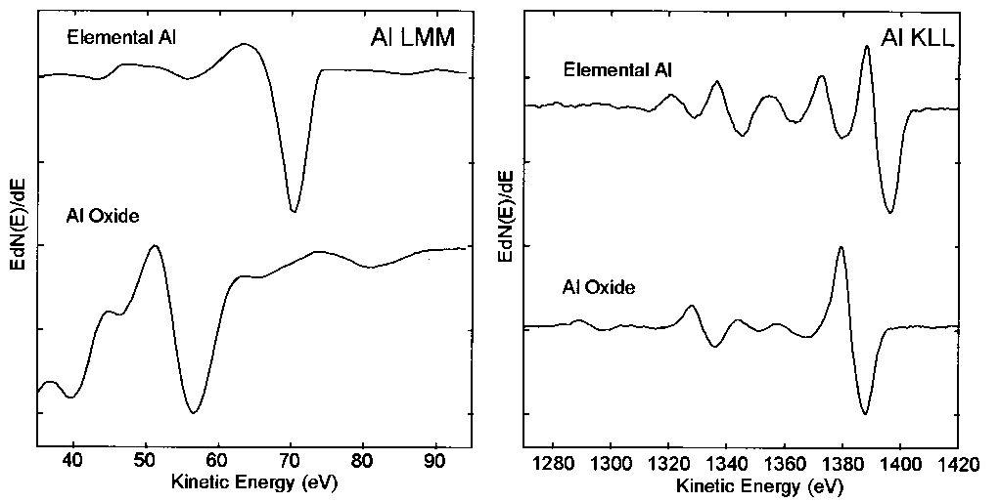 Elemental Al
Al LMM
Al Oxide
EdN(E)/dE
40 50 60 70 80 90
Kinetic Energy (eV)
Al KLL
Elemental Al
Al Oxide
EdN(E)/dE
1280 1300 1320 1340 1360 1380 1400 1420
Kinetic Energy (eV)